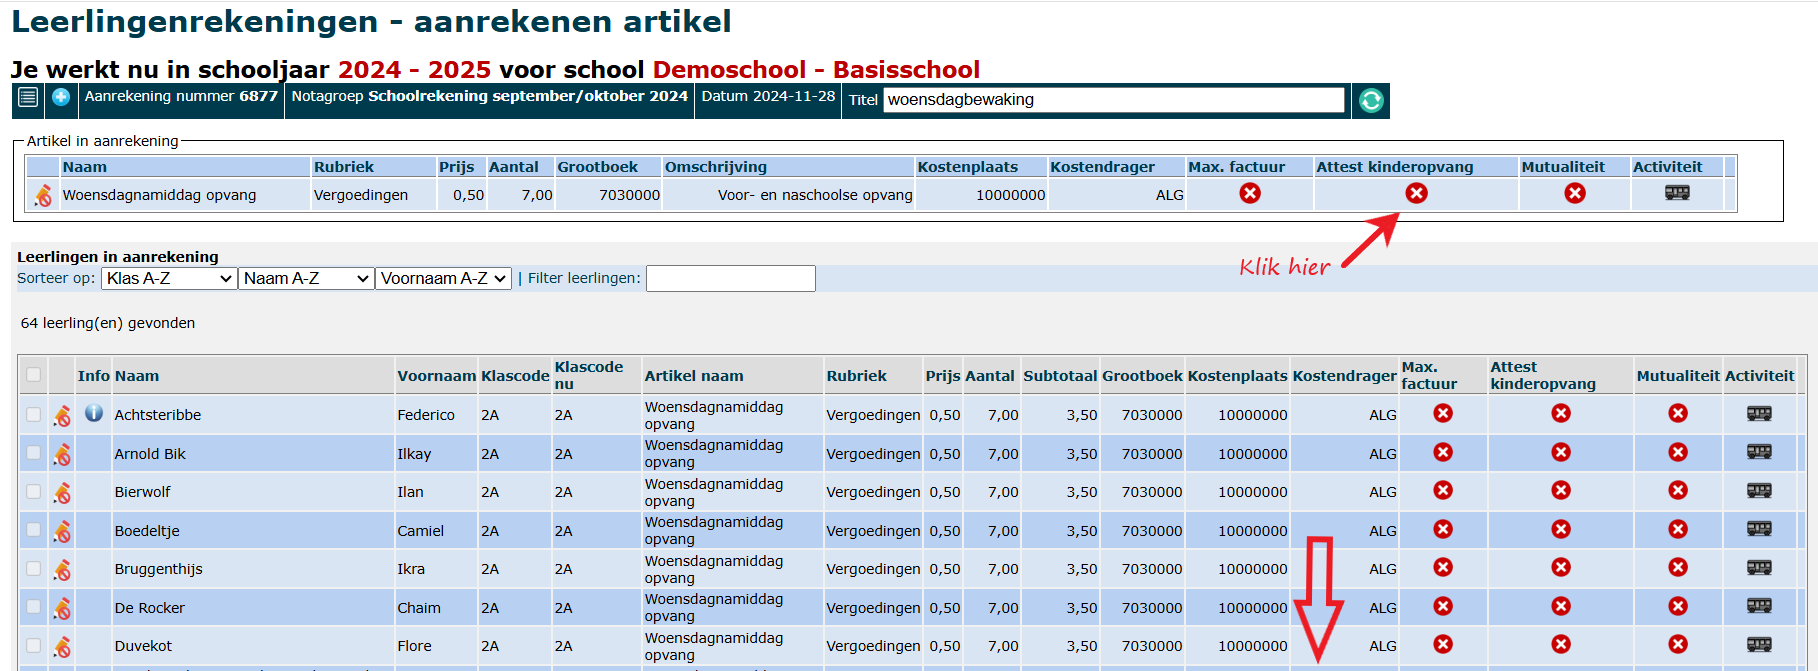 Leerlingenrekeningen - aanrekenen artikel
Je werkt nu in schooljaar 2024 - 2025 voor school Demoschool - Basisschool
Aanrekening nummer 6877 Notagroep Schoolrekening september/oktober 2024 Datum 2024-11-28 Titel woensdagbewaking
Artikel in aanrekening
Naam Rubriek Prijs Aantal Grootboek Omschrijving Kostenplaats Kostendrager Max. factuur Attest kinderopvang Mutualiteit Activiteit
Woensdagnamiddag opvang Vergoedingen 0,50 7,00 7030000 Voor- en naschoolse opvang 10000000 ALG
Klik hier
Leerlingen in aanrekening
Sorteer op: Klas A-Z Naam A-Z Voornaam A-Z | Filter leerlingen:
64 leerling(en) gevonden
Info Naam Voornaam Klascode Klascode nu Artikel naam Rubriek Prijs Aantal Subtotaal Grootboek Kostenplaats Kostendrager Max. factuur Attest kinderopvang Mutualiteit Activiteit
Achtsteribbe Federico 2A 2A Woensdagnamiddag opvang Vergoedingen 0,50 7,00 3,50 7030000 10000000 ALG
Arnold Bik Ilkay 2A 2A Woensdagnamiddag opvang Vergoedingen 0,50 7,00 3,50 7030000 10000000 ALG
Bierwolf Ilan 2A 2A Woensdagnamiddag opvang Vergoedingen 0,50 7,00 3,50 7030000 10000000 ALG
Boedeltje Camiel 2A 2A Woensdagnamiddag opvang Vergoedingen 0,50 7,00 3,50 7030000 10000000 ALG
Bruggenthijs Ikra 2A 2A Woensdagnamiddag opvang Vergoedingen 0,50 7,00 3,50 7030000 10000000 ALG
De Rocker Chaim 2A 2A Woensdagnamiddag opvang Vergoedingen 0,50 7,00 3,50 7030000 10000000 ALG
Duvekot Flore 2A 2A Woensdagnamiddag opvang Vergoedingen 0,50 7,00 3,50 7030000 10000000 ALG